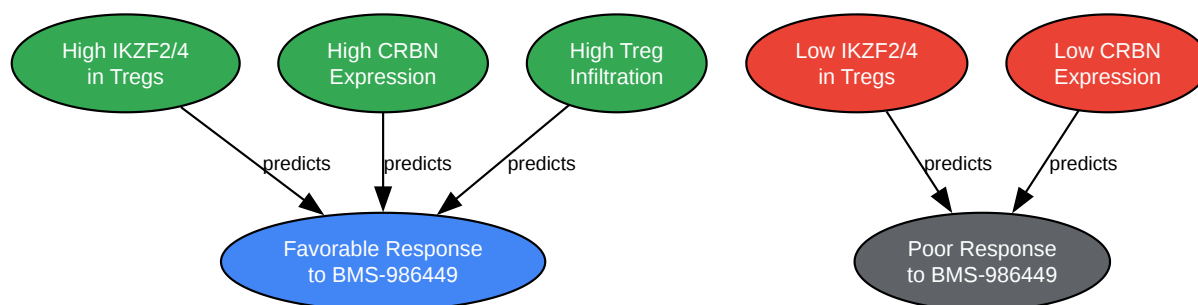 High IKZF2/4
in Tregs
High CRBN
Expression
High Treg
Infiltration
Low IKZF2/4
in Tregs
Low CRBN
Expression
predicts
predicts
predicts
predicts
predicts
Favorable Response
to BMS-986449
Poor Response
to BMS-986449